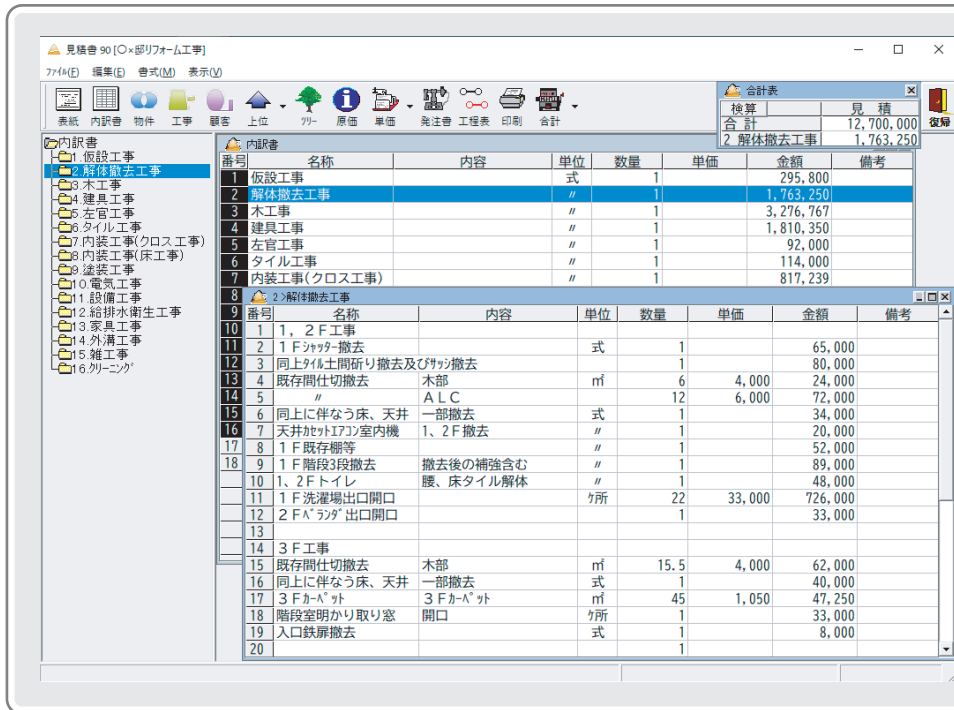 見積書 90 [〇×邸リフォーム工事]
ﾌｧｲﾙ(F) 編集(E) 書式(M) 表示(V)
表紙 内訳書 物件 工事 顧客 上位 ﾂﾘｰ 原価 単価 発注書 工程表 印刷 合計 復帰
合計表
検算 見積
合計 12,700,000
2 解体撤去工事 1,763,250
内訳書
1.仮設工事
2.解体撤去工事
3.木工事
4.建具工事
5.左官工事
6.タイル工事
7.内装工事(クロス工事)
8.内装工事(床工事)
9.塗装工事
10.電気工事
11.設備工事
12.給排水衛生工事
13.家具工事
14.外溝工事
15.雑工事
16.ｸﾘｰﾆﾝｸﾞ
内訳書
番号 名称 内容 単位 数量 単価 金額 備考
1 仮設工事 式 1 295,800
2 解体撤去工事 〃 1 1,763,250
3 木工事 〃 1 3,276,767
4 建具工事 〃 1 1,810,350
5 左官工事 〃 1 92,000
6 タイル工事 〃 1 114,000
7 内装工事(クロス工事) 〃 1 817,239
8
9
10
11
12
13
14
15
16
17
18
2>解体撤去工事
番号 名称 内容 単位 数量 単価 金額 備考
1 1，2F工事
2 1Fｼｬｯﾀｰ撤去 式 1 65,000
3 同上ﾀｲﾙ土間斫り撤去及びｻｯｼ撤去 1 80,000
4 既存間仕切撤去 木部 ㎡ 6 4,000 24,000
5 〃 ALC 12 6,000 72,000
6 同上に伴なう床、天井 一部撤去 式 1 34,000
7 天井ｶｾｯﾄｴｱｺﾝ室内機 1、2F撤去 〃 1 20,000
8 1F既存棚等 〃 1 52,000
9 1F階段3段撤去 撤去後の補強含む 〃 1 89,000
10 1、2Fトイレ 腰、床タイル解体 〃 1 48,000
11 1F洗濯場出口開口 ｹ所 22 33,000 726,000
12 2Fﾍﾞﾗﾝﾀﾞ出口開口 1 33,000
13
14 3F工事
15 既存間仕切撤去 木部 ㎡ 15.5 4,000 62,000
16 同上に伴なう床、天井 一部撤去 式 1 40,000
17 3Fｶｰﾍﾟｯﾄ 3Fｶｰﾍﾟｯﾄ ㎡ 45 1,050 47,250
18 階段室明かり取り窓 開口 ｹ所 1 33,000
19 入口鉄扉撤去 式 1 8,000
20 1